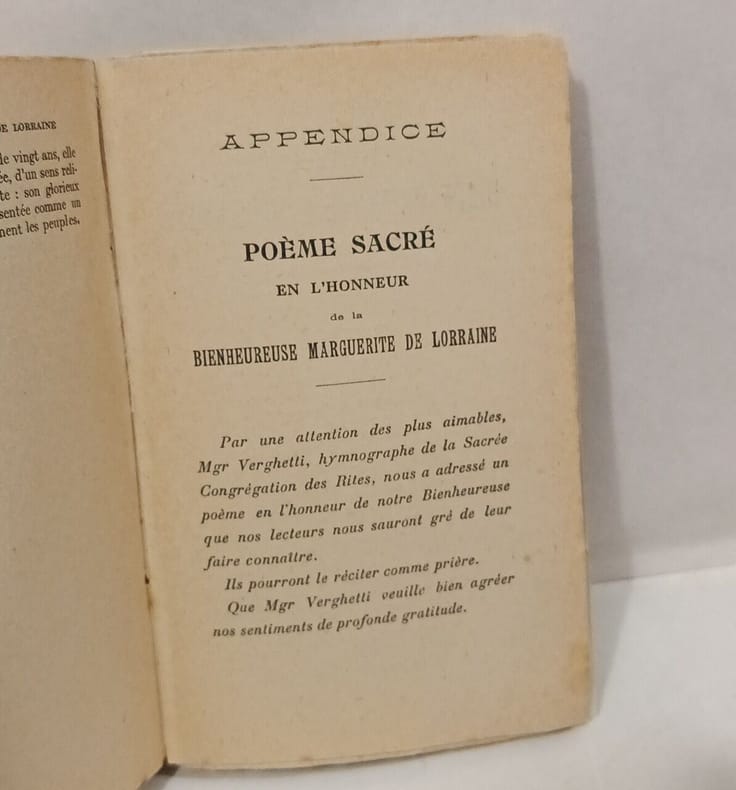 DE LORRAINE
de vingt ans, elle
ée, d'un sens reli-
te : son glorieux
sentée comme un
nent les peuples.
APPENDICE
POÈME SACRÉ
EN L'HONNEUR
de la
BIENHEUREUSE MARGUERITE DE LORRAINE
Par une attention des plus aimables,
Mgr Verghetti, hymnographe de la Sacrée
Congrégation des Rites, nous a adressé un
poème en l'honneur de notre Bienheureuse
que nos lecteurs nous sauront gré de leur
faire connaître.
Ils pourront le réciter comme prière.
Que Mgr Verghetti veuille bien agréer
nos sentiments de profonde gratitude.